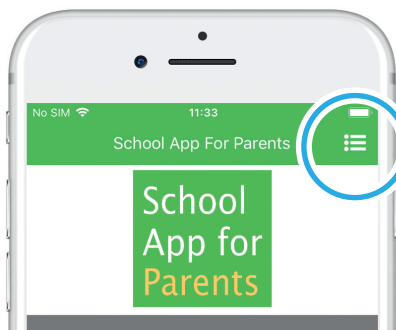 No SIM 11:33
School App For Parents
School
App for
Parents